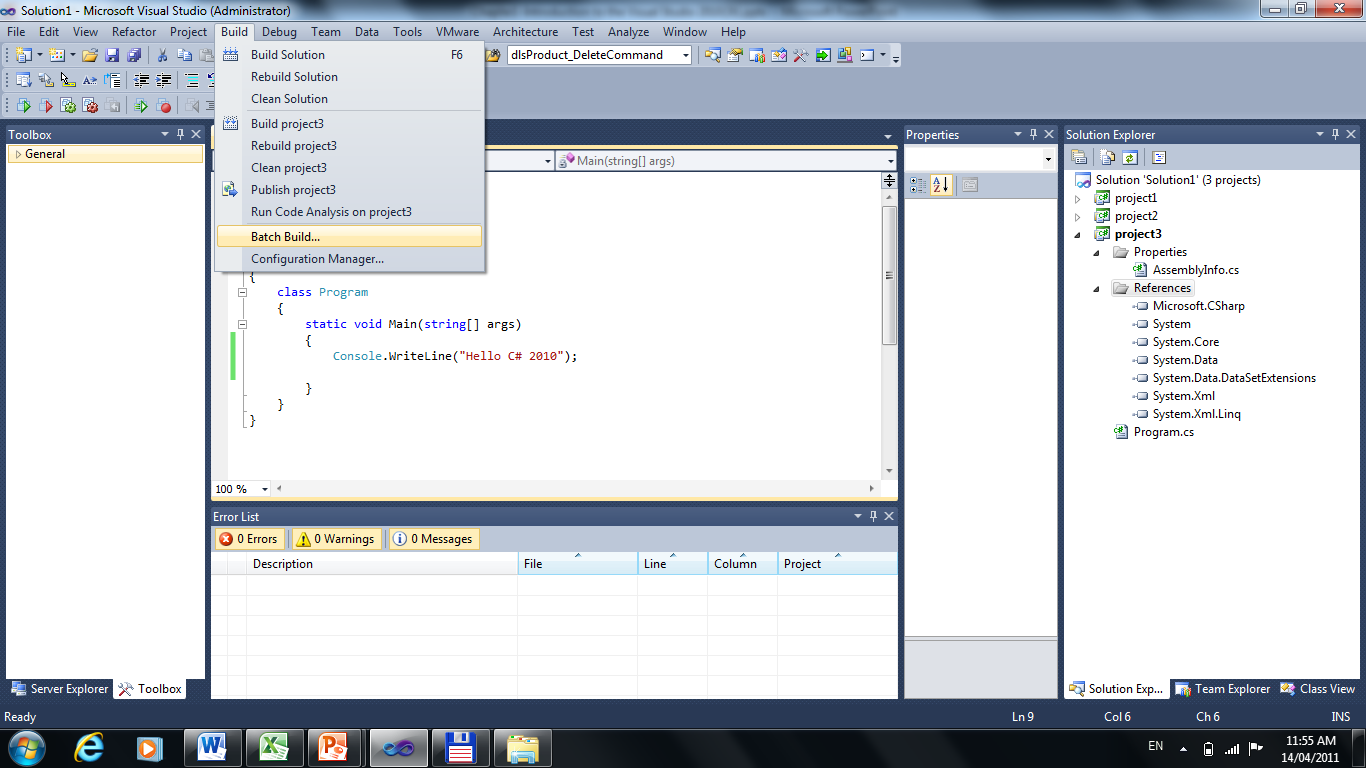 Solution1 - Microsoft Visual Studio (Administrator)
File Edit View Refactor Project Build Debug Team Data Tools VMware Architecture Test Analyze Window Help
dlsProduct_DeleteCommand
Build Solution F6
Rebuild Solution
Clean Solution
Build project3
Rebuild project3
Clean project3
Publish project3
Run Code Analysis on project3
Batch Build...
Configuration Manager...
Toolbox
General
Server Explorer Toolbox
Main(string[] args)
{
class Program
{
static void Main(string[] args)
{
Console.WriteLine("Hello C# 2010");
}
}
}
100 %
Error List
0 Errors 0 Warnings 0 Messages
Description File Line Column Project
Properties
Solution Explorer
Solution 'Solution1' (3 projects)
project1
project2
project3
Properties
AssemblyInfo.cs
References
Microsoft.CSharp
System
System.Core
System.Data
System.Data.DataSetExtensions
System.Xml
System.Xml.Linq
Program.cs
Solution Exp... Team Explorer Class View
Ready Ln 9 Col 6 Ch 6 INS
EN
11:55 AM
14/04/2011